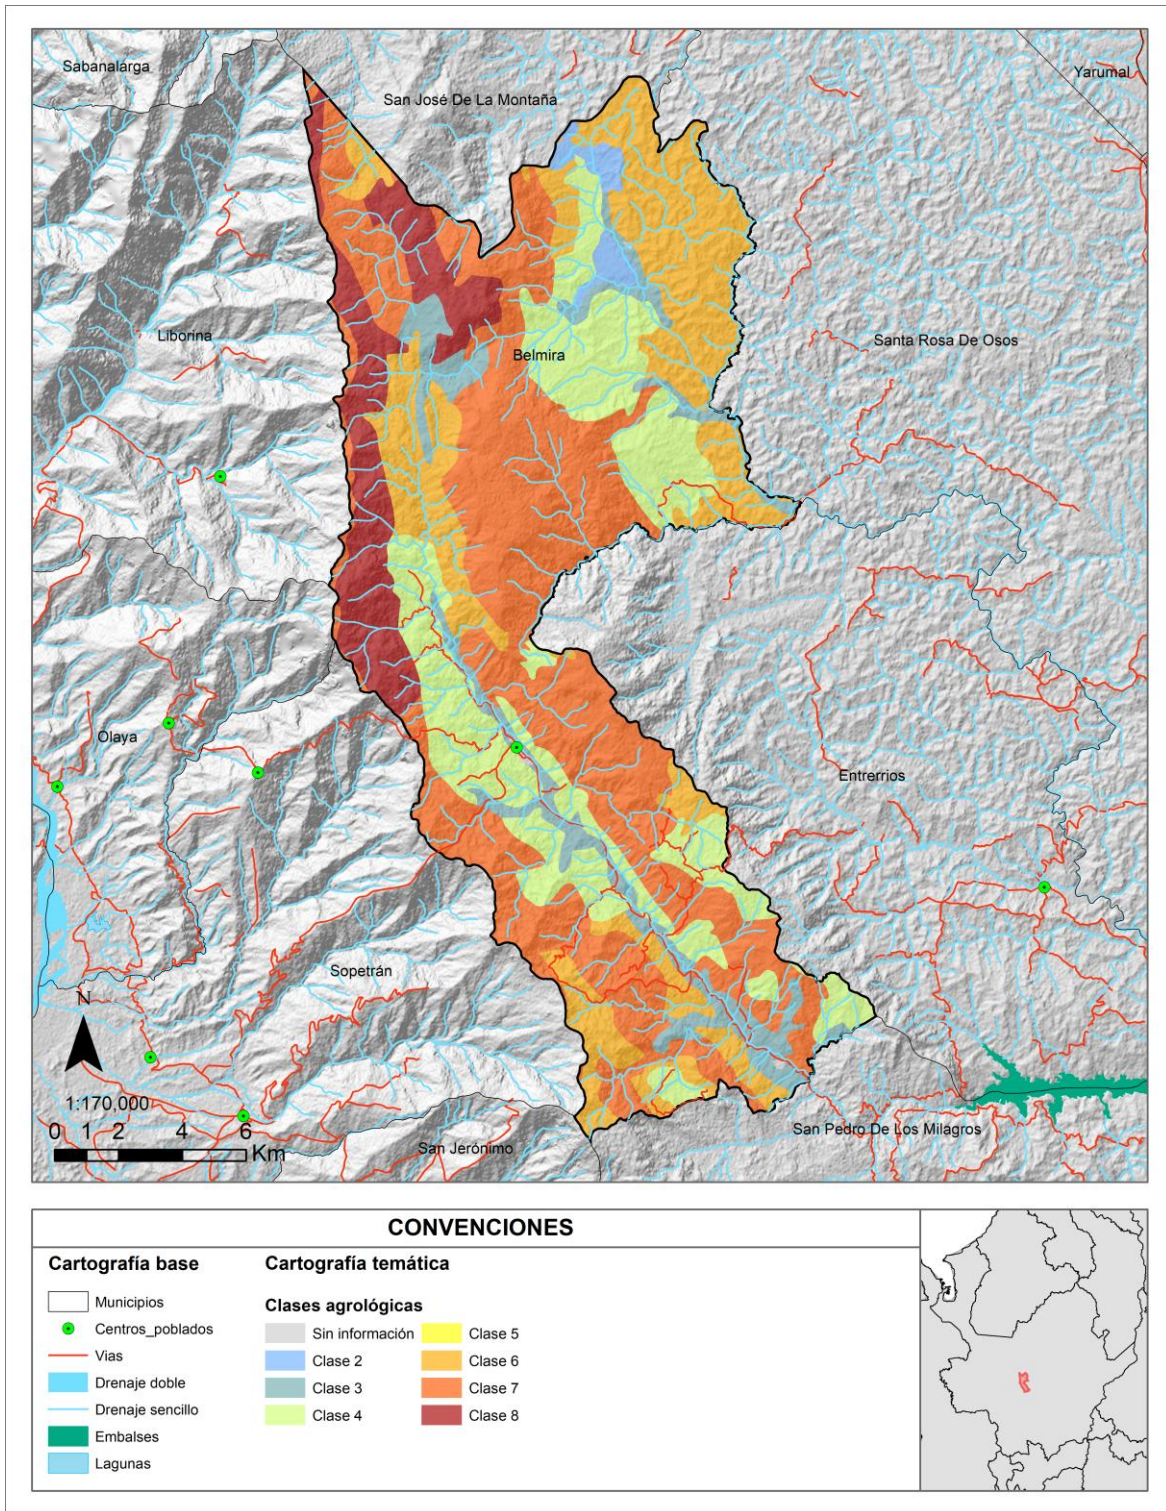 Sabanalarga
San José De La Montaña
Yarumal
Liborina
Belmira
Santa Rosa De Osos
Olaya
Entrerrios
Sopetrán
N
1:170,000
San Pedro De Los Milagros
0 1 2 4 6
Km
San Jerónimo
CONVENCIONES
Cartografía base
Municipios
Centros_poblados
Vias
Drenaje doble
Drenaje sencillo
Embalses
Lagunas
Cartografía temática
Clases agrológicas
Sin información
Clase 2
Clase 3
Clase 4
Clase 5
Clase 6
Clase 7
Clase 8